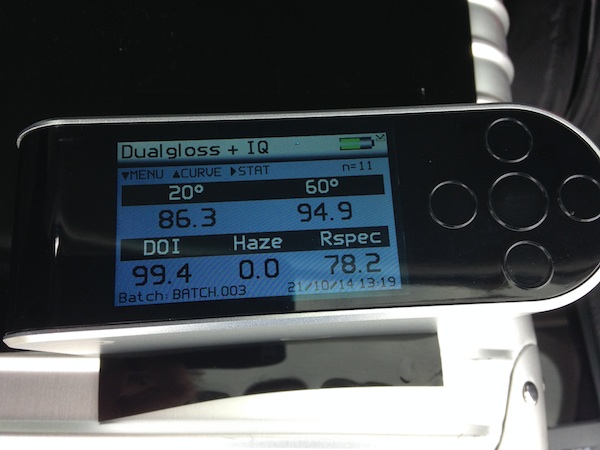 Dualgloss + IQ
▼MENU ▲CURVE ▶STAT n=11
20° 60°
86.3 94.9
DOI Haze Rspec
99.4 0.0 78.2
Batch: BATCH.003 21/10/14 13:19